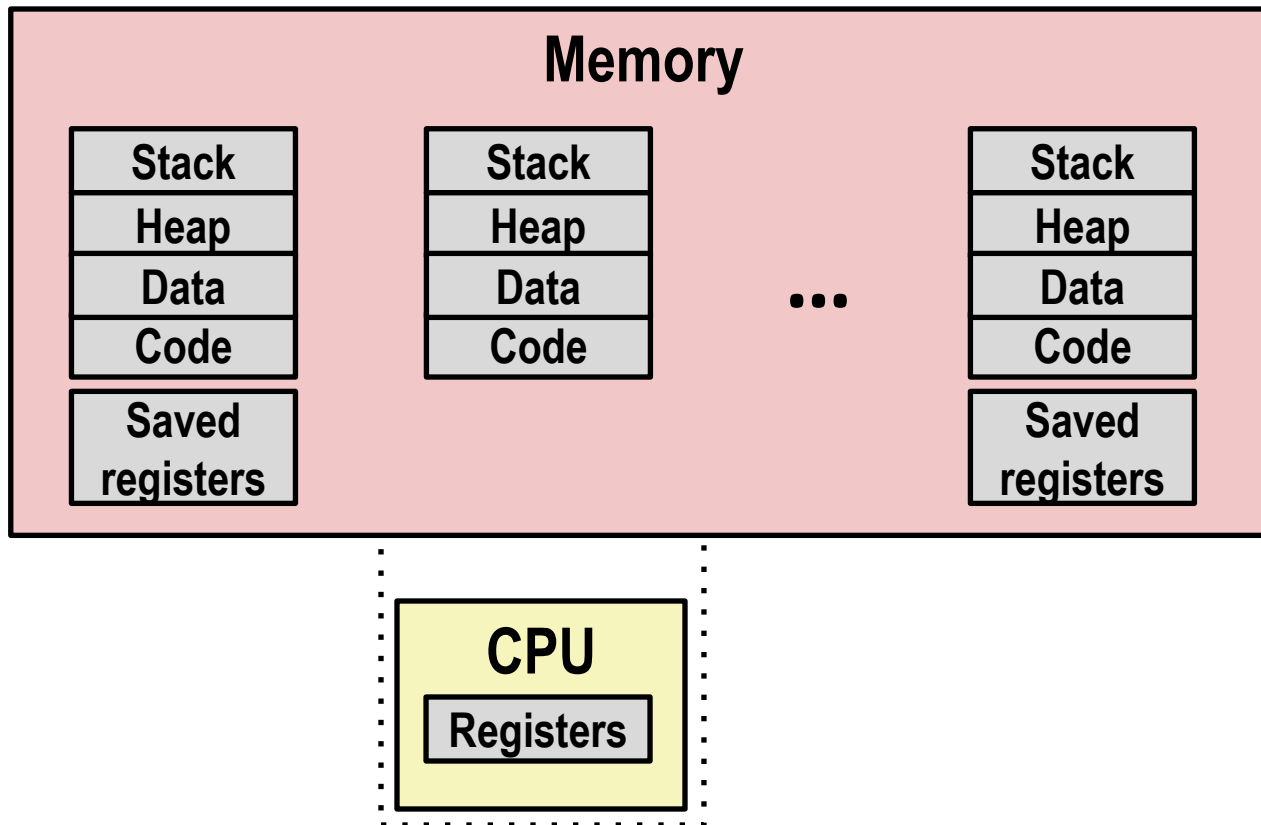 Memory
Stack
Heap
Data
Code
Saved
registers
Stack
Heap
Data
Code
...
Stack
Heap
Data
Code
Saved
registers
CPU
Registers